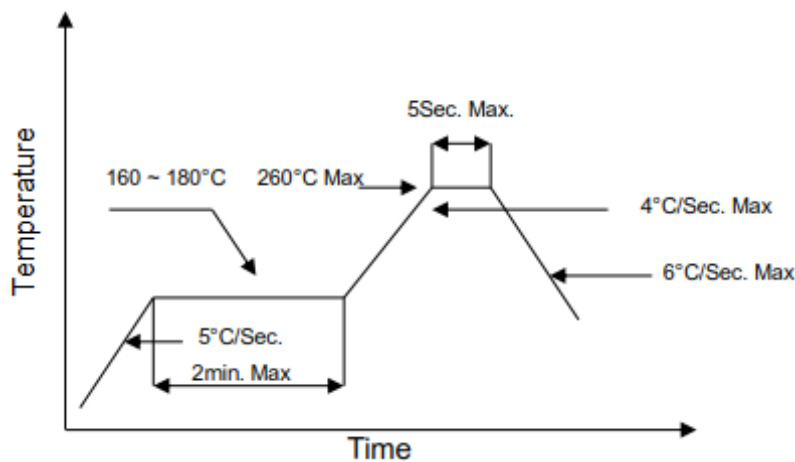 5Sec. Max.
160 ~ 180°C
260°C Max
4°C/Sec. Max
6°C/Sec. Max
5°C/Sec.
2min. Max
Temperature
Time